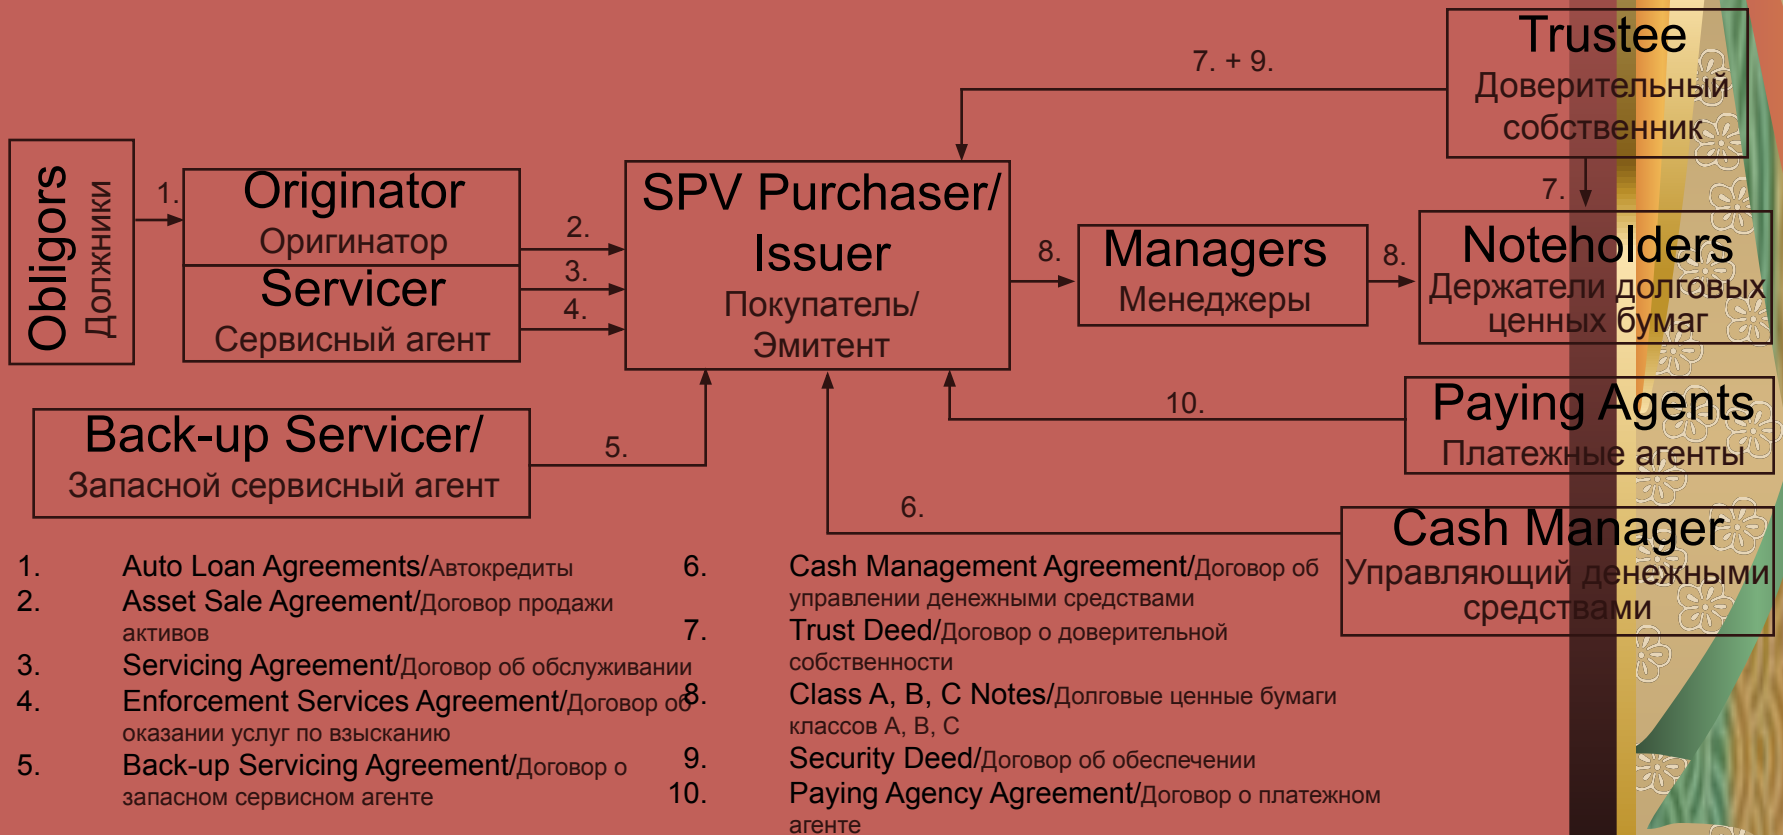 Trustee
Доверительный
собственник
7. + 9.
7.
Obligors
Должники
1.
Originator
Оригинатор
Servicer
Сервисный агент
2.
3.
4.
SPV Purchaser/
Issuer
Покупатель/
Эмитент
8.
Managers
Менеджеры
8.
Noteholders
Держатели долговых
ценных бумаг
Back-up Servicer/
Запасной сервисный агент
5.
10.
Paying Agents
Платежные агенты
6.
Cash Manager
Управляющий денежными
средствами
1. Auto Loan Agreements/Автокредиты
2. Asset Sale Agreement/Договор продажи
активов
3. Servicing Agreement/Договор об обслуживании
4. Enforcement Services Agreement/Договор об
оказании услуг по взысканию
5. Back-up Servicing Agreement/Договор о
запасном сервисном агенте
6. Cash Management Agreement/Договор об
управлении денежными средствами
7. Trust Deed/Договор о доверительной
собственности
8. Class A, B, C Notes/Долговые ценные бумаги
классов А, В, С
9. Security Deed/Договор об обеспечении
10. Paying Agency Agreement/Договор о платежном
агенте